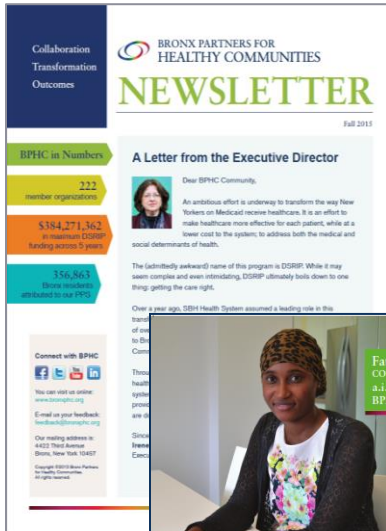 Collaboration
Transformation
Outcomes
BRONX PARTNERS FOR
HEALTHY COMMUNITIES
NEWSLETTER
Fall 2015
BPHC in Numbers
222
member organizations
$384,271,362
in maximum DSRIP
funding across 5 years
356,863
Bronx residents
attributed to our PPS
Connect with BPHC
You can visit us online:
www.bronxphc.org
E-mail us your feedback:
feedback@bronxphc.org
Our mailing address is:
4422 Third Avenue
Bronx, New York 10457
Copyright ©2015 Bronx Partners
for Healthy Communities.
All rights reserved.
A Letter from the Executive Director
Dear BPHC Community,
An ambitious effort is underway to transform the way New
Yorkers on Medicaid receive healthcare. It is an effort to
make healthcare more effective for each patient, while at a
lower cost to the system; to address both the medical and
social determinants of health.
The (admittedly awkward) name of this program is DSRIP. While it may
seem complex and even intimidating, DSRIP ultimately boils down to one
thing: getting the care right.
Over a year ago, SBH Health System assumed a leading role in this
of
to
health
are
Irene
Fa
CO
a.i.
BP